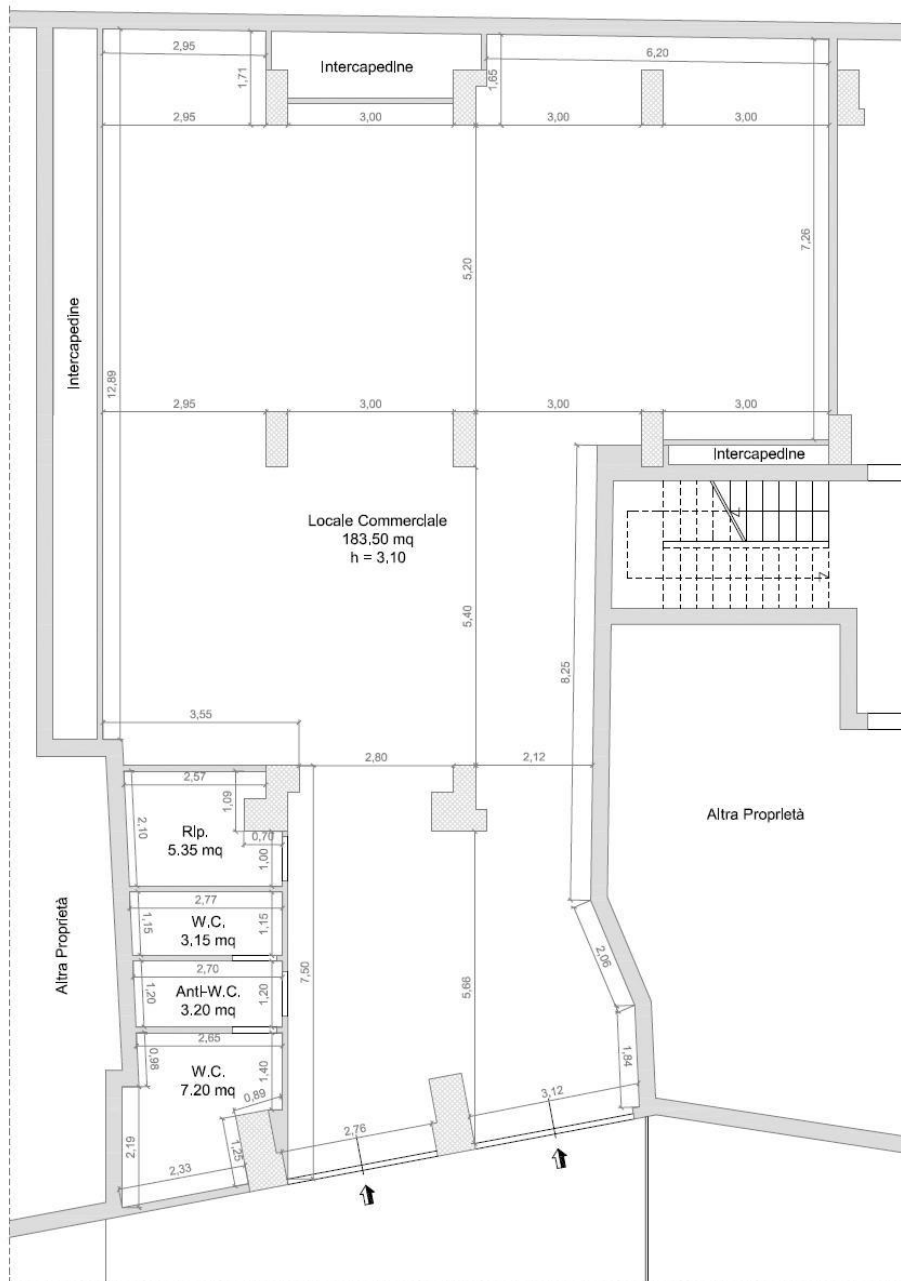 2,95
6,20
Intercapedine
1,71
1,65
2,95
3,00
3,00
3,00
5,20
7,26
Intercapedine
12,89
2,95
3,00
3,00
3,00
Intercapedine
Locale Commerciale
183,50 mq
h = 3,10
5,40
8,25
3,55
2,80
2,12
2,57
1,09
2,10
Rip.
5.35 mq
0,70
1,00
Altra Proprietà
2,77
1,15
W.C.
3,15 mq
1,15
Altra Proprietà
2,70
1,20
Anti-W.C.
3.20 mq
1,20
7,50
5,66
2,06
2,65
0,98
W.C.
7.20 mq
1,40
0,89
1,84
3,12
2,76
2,19
1,25
2,33